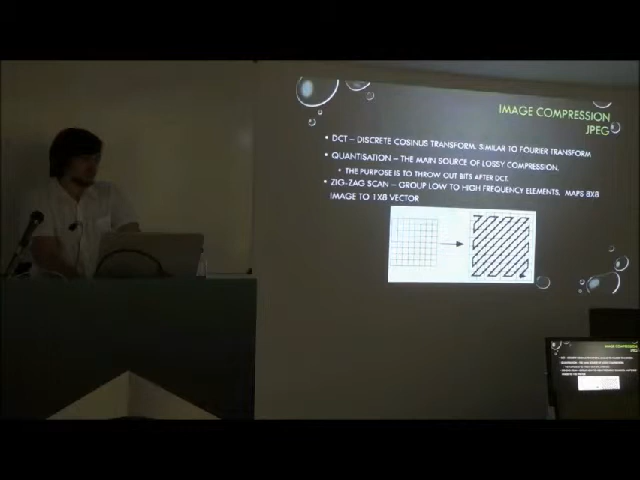 IMAGE COMPRESSION
JPEG
• DCT – DISCRETE COSINUS TRANSFORM. SIMILAR TO FOURIER TRANSFORM
• QUANTISATION – THE MAIN SOURCE OF LOSSY COMPRESSION.
• THE PURPOSE IS TO THROW OUT BITS AFTER DCT.
• ZIG-ZAG SCAN – GROUP LOW TO HIGH FREQUENCY ELEMENTS, MAPS 8X8
IMAGE TO 1X8 VECTOR